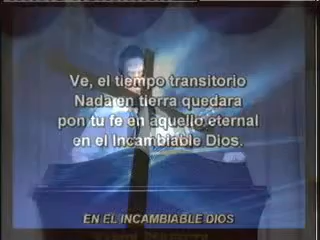 Ve, el tiempo transitorio
Nada en tierra quedara
pon tu fe en aquello eternal
en el Incambiable Dios.
EN EL INCAMBIABLE DIOS